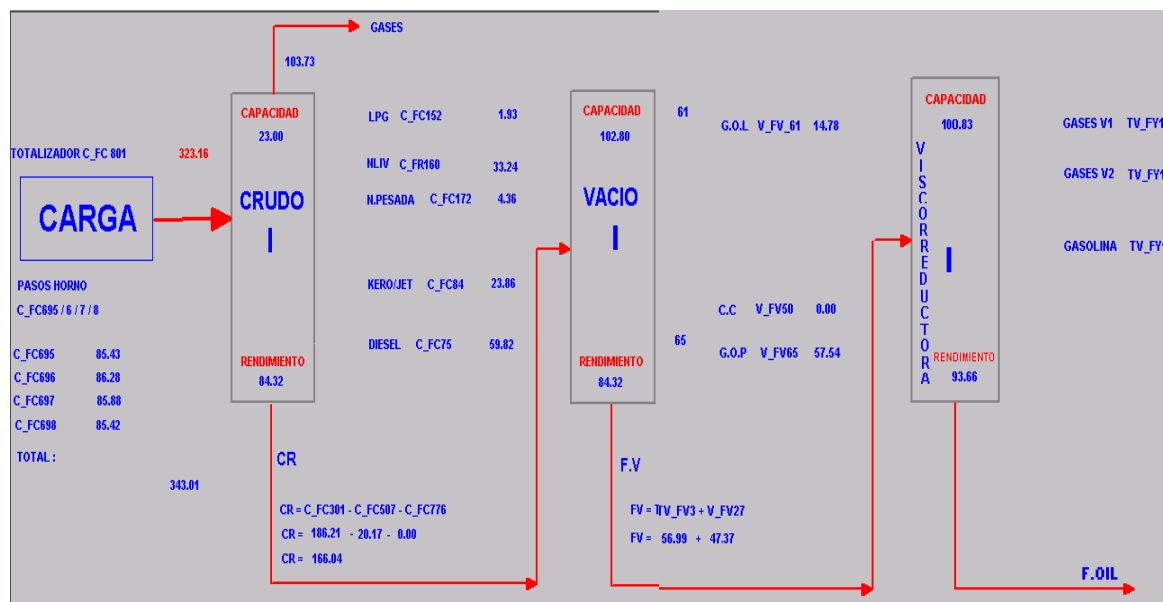 GASES
103.73
CAPACIDAD
23.00
TOTALIZADOR C_FC 801 323.16
CARGA
CRUDO
I
PASOS HORNO
C_FC695 / 6 / 7 / 8
C_FC695 85.43
C_FC696 86.28
C_FC697 85.88
C_FC698 85.42
TOTAL :
343.01
RENDIMIENTO
84.32
LPG C_FC152 1.93
NLIV C_FR160 33.24
N.PESADA C_FC172 4.36
KERO/JET C_FC84 23.86
DIESEL C_FC75 59.82
CR
CR = C_FC301 - C_FC507 - C_FC776
CR = 186.21 - 20.17 - 0.00
CR = 166.04
CAPACIDAD
102.80
VACIO
I
RENDIMIENTO
84.32
61
G.O.L V_FV_61 14.78
C.C V_FV50 0.00
65
G.O.P V_FV65 57.54
F.V
FV = TTV_FV3 + V_FV27
FV = 56.99 + 47.37
CAPACIDAD
100.83
VISCORREDUCTORA
I
RENDIMIENTO
93.66
GASES V1 TV_FY1
GASES V2 TV_FY1
GASOLINA TV_FY1
F.OIL